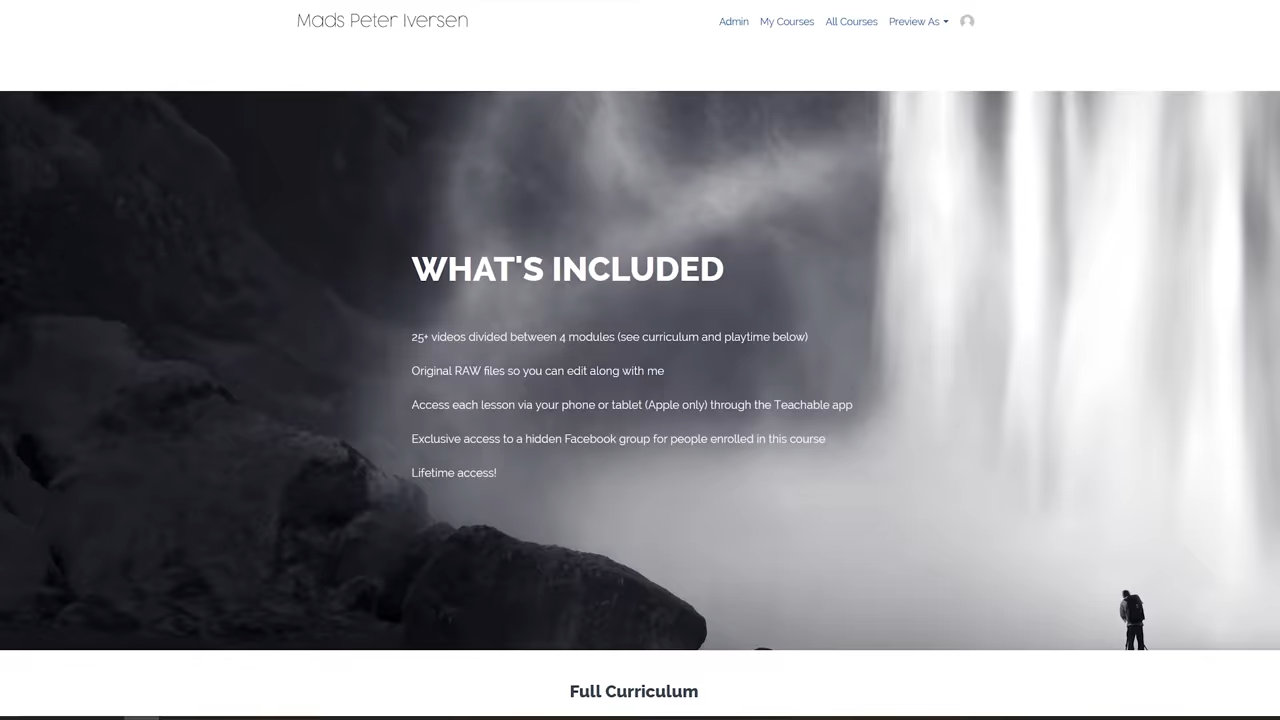 Mads Peter Iversen
Admin My Courses All Courses Preview As
WHAT'S INCLUDED
25+ videos divided between 4 modules (see curriculum and playtime below)
Original RAW files so you can edit along with me
Access each lesson via your phone or tablet (Apple only) through the Teachable app
Exclusive access to a hidden Facebook group for people enrolled in this course
Lifetime access!
Full Curriculum